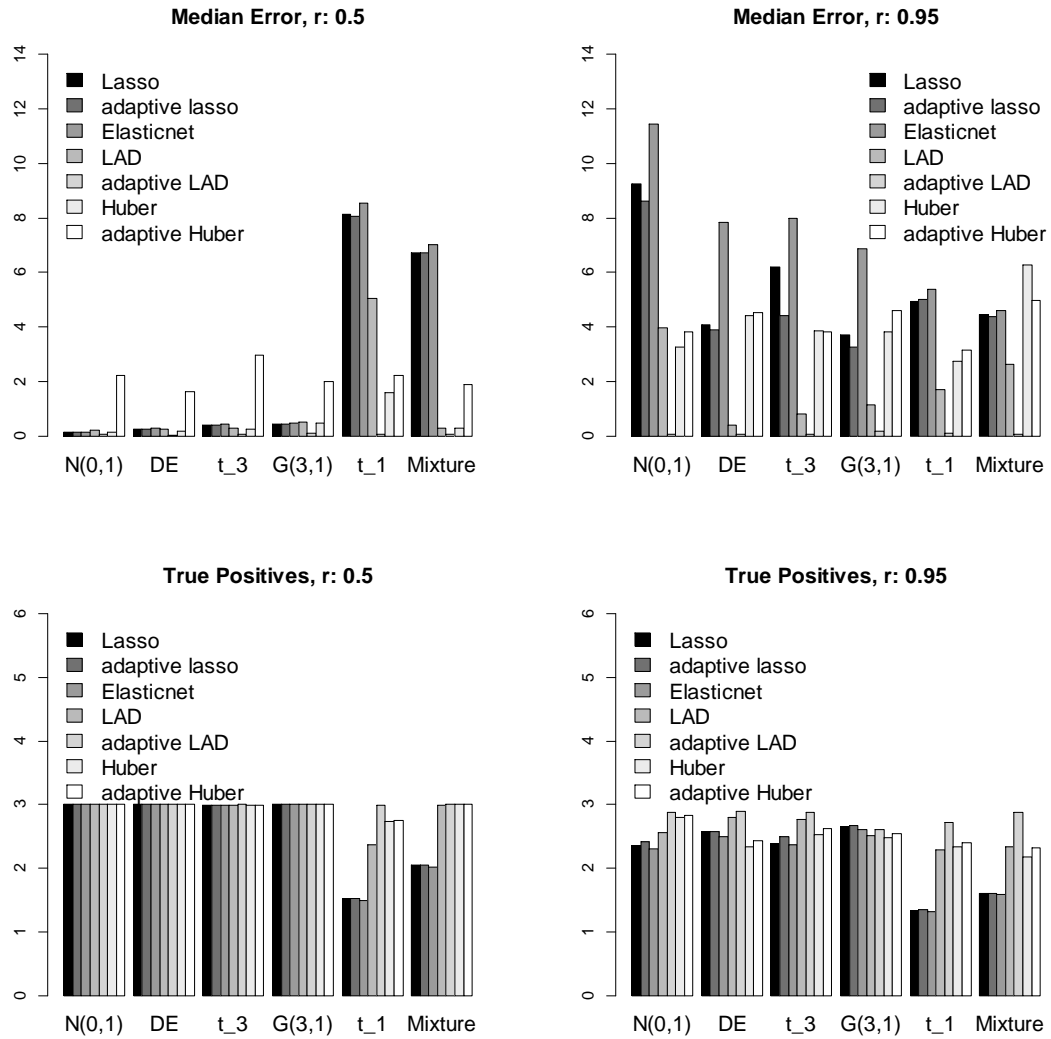 Median Error, r: 0.5
14
12
10
8
6
4
2
0
Lasso
adaptive lasso
Elasticnet
LAD
adaptive LAD
Huber
adaptive Huber
N(0,1) DE t_3 G(3,1) t_1 Mixture
Median Error, r: 0.95
14
12
10
8
6
4
2
0
Lasso
adaptive lasso
Elasticnet
LAD
adaptive LAD
Huber
adaptive Huber
N(0,1) DE t_3 G(3,1) t_1 Mixture
True Positives, r: 0.5
6
5
4
3
2
1
0
Lasso
adaptive lasso
Elasticnet
LAD
adaptive LAD
Huber
adaptive Huber
N(0,1) DE t_3 G(3,1) t_1 Mixture
True Positives, r: 0.95
6
5
4
3
2
1
0
Lasso
adaptive lasso
Elasticnet
LAD
adaptive LAD
Huber
adaptive Huber
N(0,1) DE t_3 G(3,1) t_1 Mixture